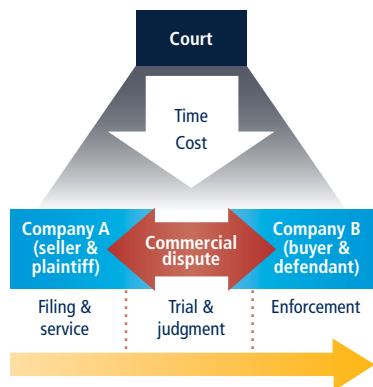 Court
Time
Cost
Company A
(seller &
plaintiff)
Commercial
dispute
Company B
(buyer &
defendant)
Filing &
service
Trial &
judgment
Enforcement